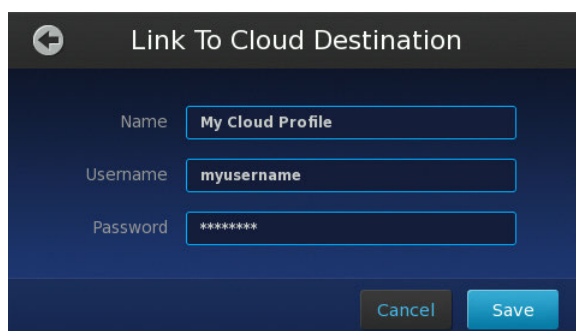 Link To Cloud Destination
Name My Cloud Profile
Username myusername
Password ********
Cancel Save